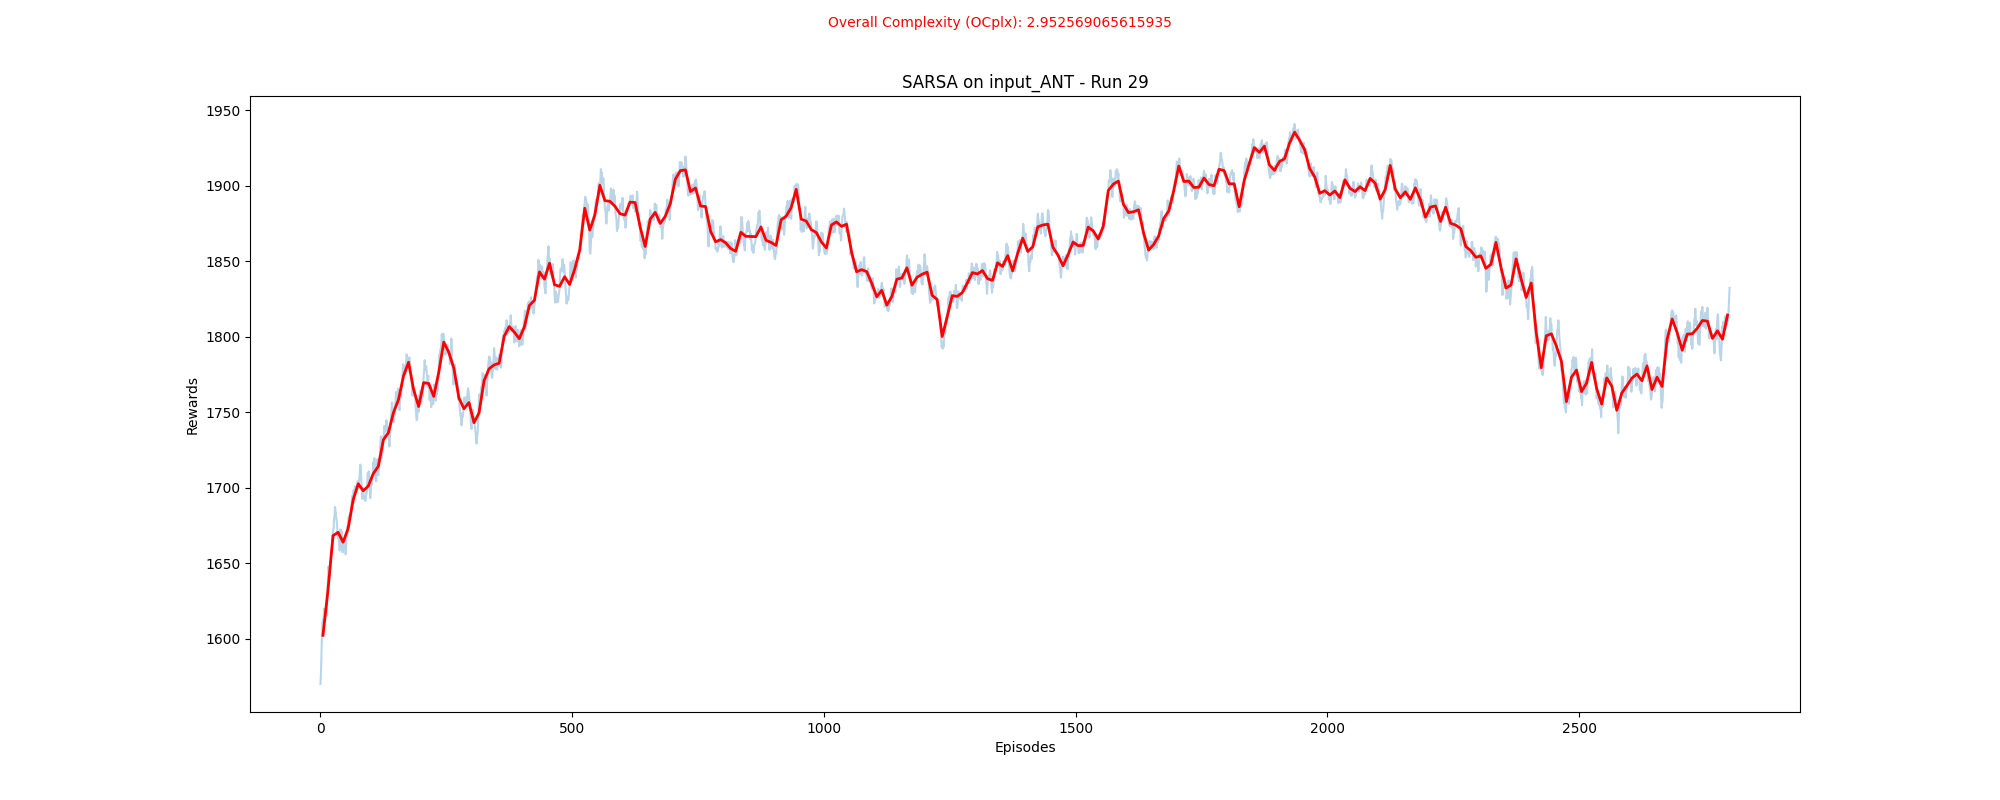 Overall Complexity (OCplx): 2.952569065615935
SARSA on input_ANT - Run 29
1950
1900
1850
1800
1750
1700
1650
1600
Rewards
0 500 1000 1500 2000 2500
Episodes